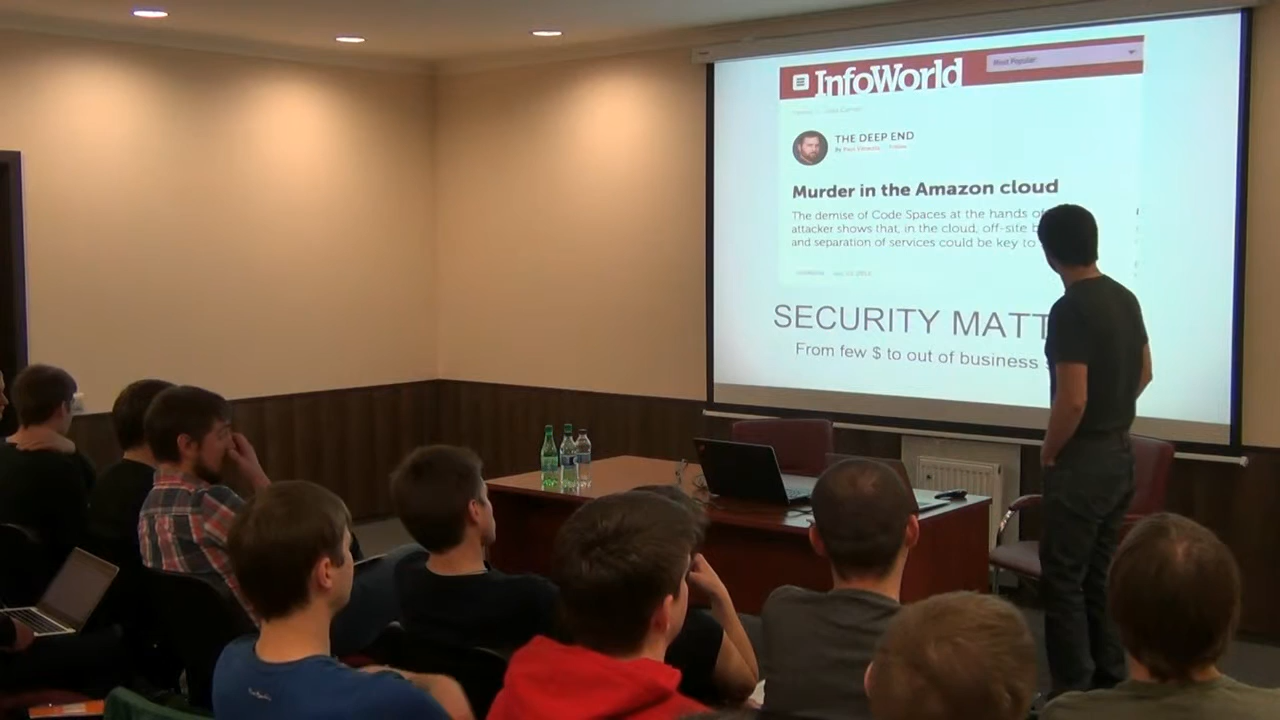 InfoWorld
Most Popular
THE DEEP END
By Follow
Murder in the Amazon cloud
The demise of Code Spaces at the hands of
attacker shows that, in the cloud, off-site b
and separation of services could be key to
SECURITY MATT
From few $ to out of business